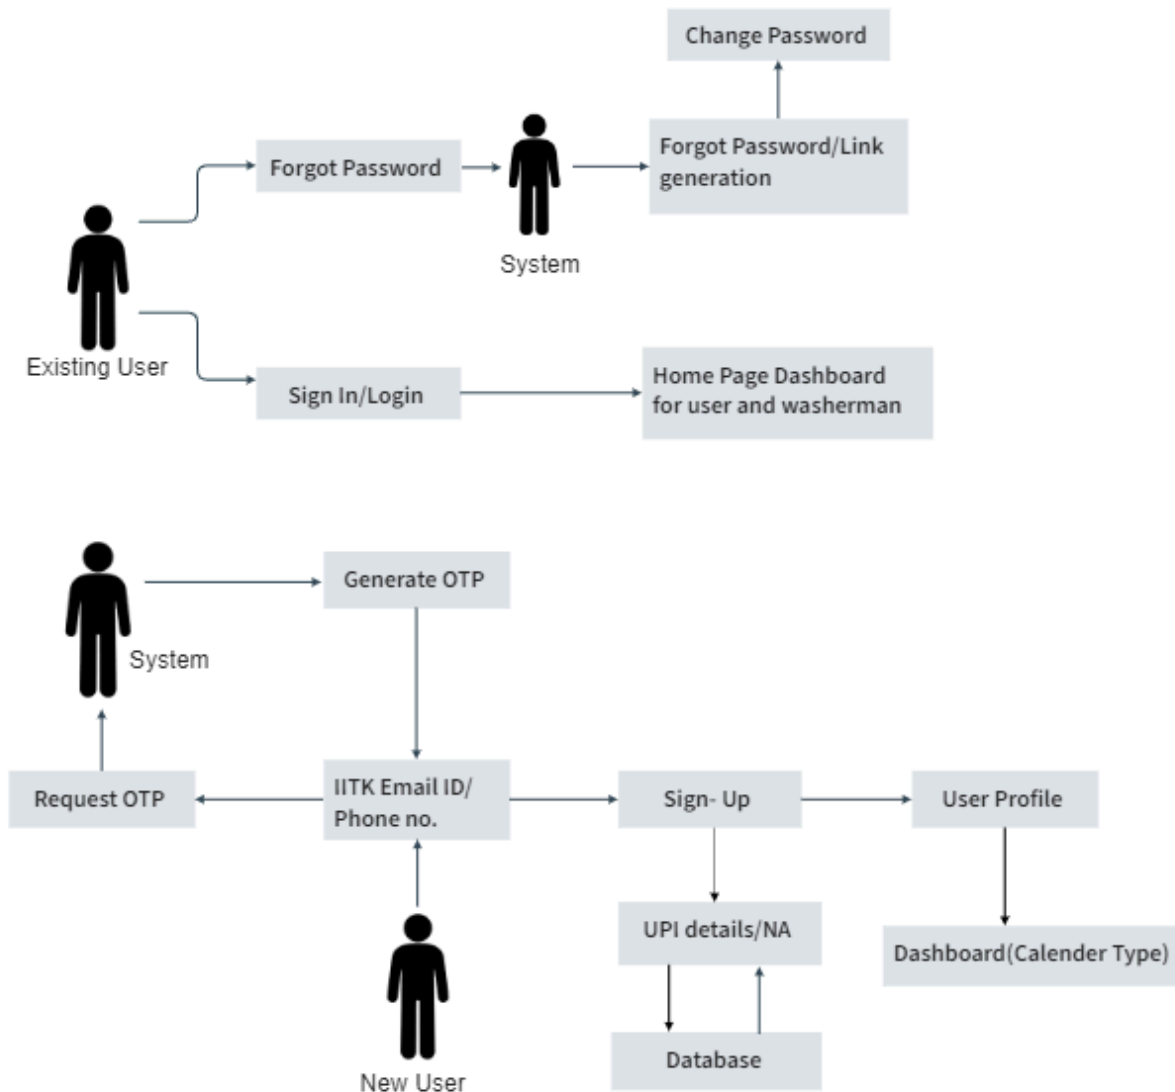 Change Password
Forgot Password
Forgot Password/Link
generation
System
Existing User
Sign In/Login
Home Page Dashboard
for user and washerman
Generate OTP
System
Request OTP
IITK Email ID/
Phone no.
Sign- Up
User Profile
UPI details/NA
Dashboard(Calender Type)
Database
New User